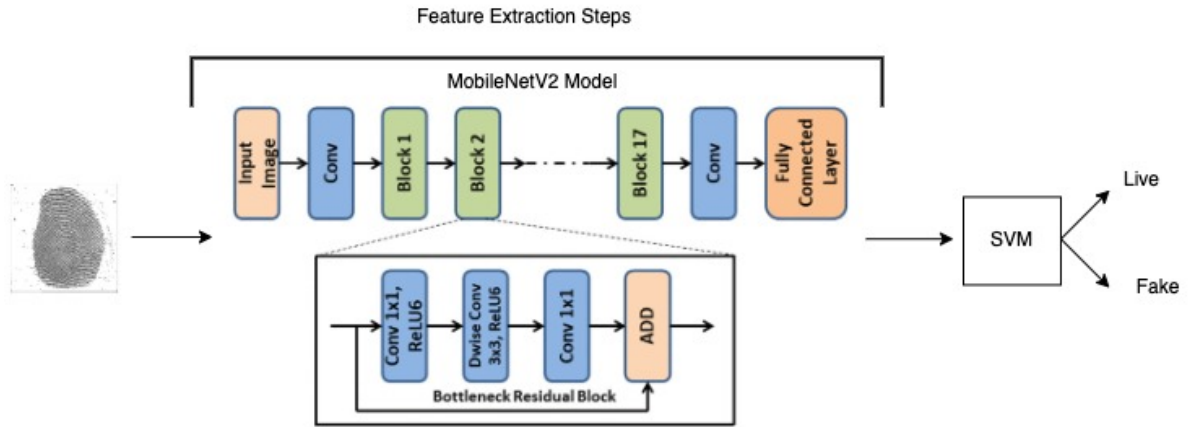 Feature Extraction Steps
MobileNetV2 Model
Input
Image
Conv
Block 1
Block 2
Block 17
Conv
Fully
Connected
Layer
Conv 1x1,
ReLU6
Dwise Conv
3x3, ReLU6
Conv 1x1
ADD
Bottleneck Residual Block
SVM
Live
Fake